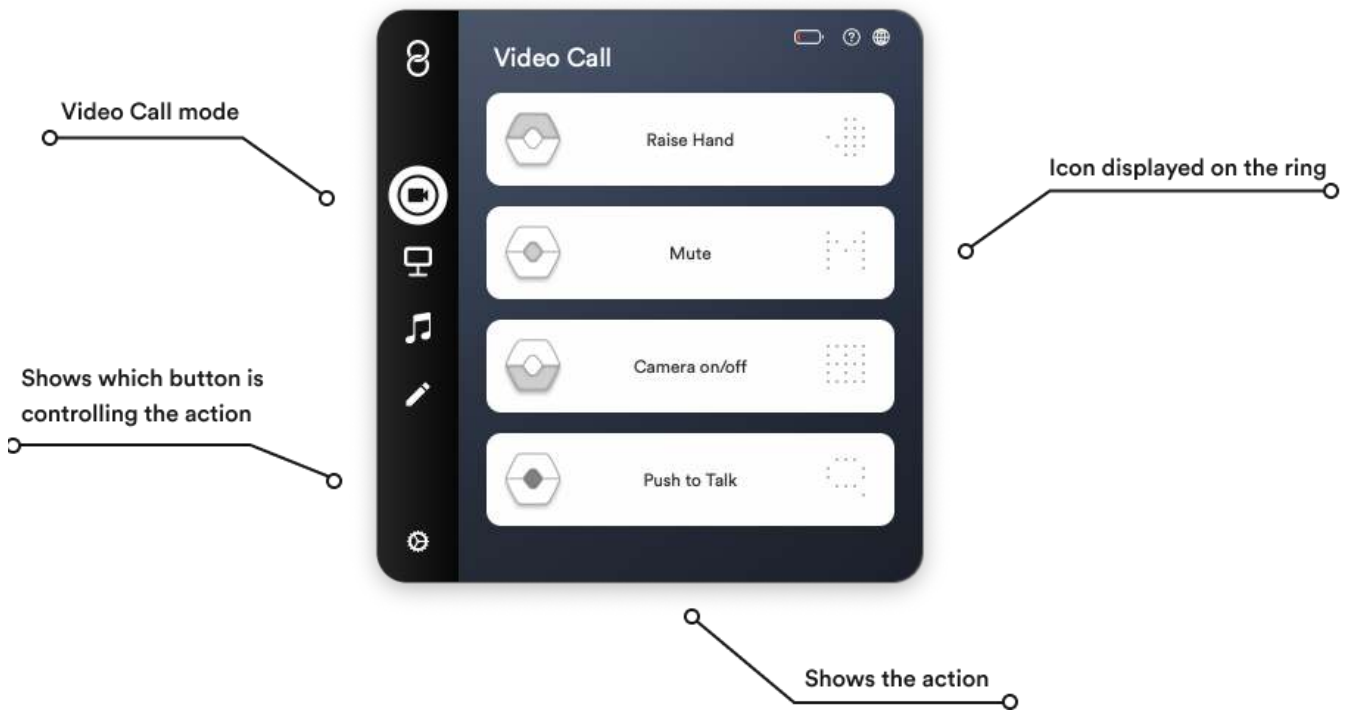 Video Call
Video Call mode
Raise Hand
Icon displayed on the ring
Mute
Camera on/off
Shows which button is
controlling the action
Push to Talk
Shows the action